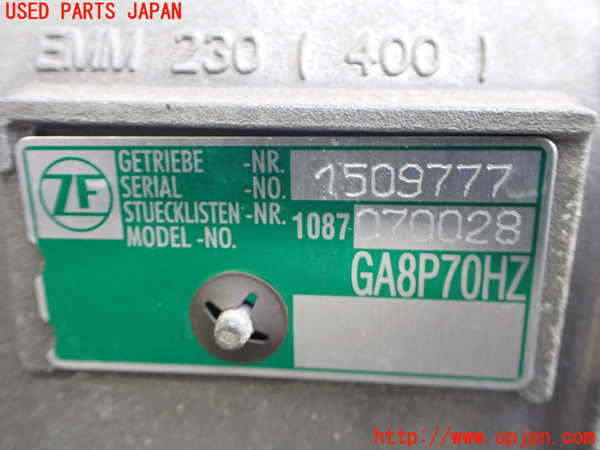 USED PARTS JAPAN
EMM 230 ( 400 )
ZF
GETRIEBE -NR. 1509777
SERIAL -NO.
STUECKLISTEN -NR. 1087 070028
MODEL -NO.
GA8P70HZ
http://www.upjpn.com/